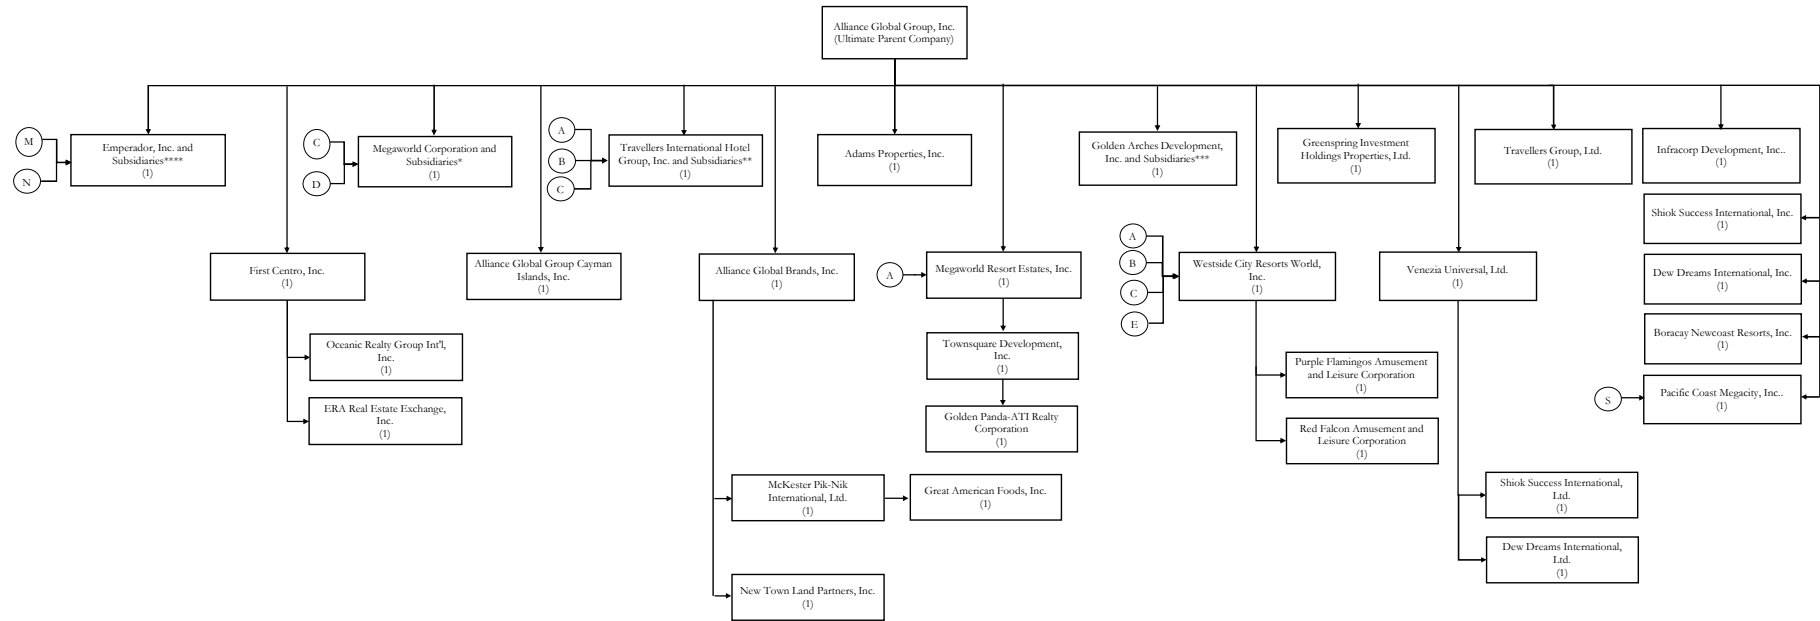 Alliance Global Group, Inc.
(Ultimate Parent Company)
M
N
Emperador, Inc. and
Subsidiaries****
(1)
C
D
Megaworld Corporation and
Subsidiaries*
(1)
A
B
C
Travellers International Hotel
Group, Inc. and Subsidiaries**
(1)
Adams Properties, Inc.
(1)
Golden Arches Development,
Inc. and Subsidiaries***
(1)
Greenspring Investment
Holdings Properties, Ltd.
(1)
Travellers Group, Ltd.
(1)
Infracorp Development, Inc..
(1)
Shiok Success International, Inc.
(1)
Dew Dreams International, Inc.
(1)
Boracay Newcoast Resorts, Inc.
(1)
S
Pacific Coast Megacity, Inc..
(1)
First Centro, Inc.
(1)
Alliance Global Group Cayman
Islands, Inc.
(1)
Alliance Global Brands, Inc.
(1)
A
Megaworld Resort Estates, Inc.
(1)
A
B
C
E
Westside City Resorts World,
Inc.
(1)
Venezia Universal, Ltd.
(1)
Oceanic Realty Group Int'l,
Inc.
(1)
ERA Real Estate Exchange,
Inc.
(1)
Townsquare Development,
Inc.
(1)
Golden Panda-ATI Realty
Corporation
(1)
Purple Flamingos Amusement
and Leisure Corporation
(1)
Red Falcon Amusement and
Leisure Corporation
(1)
McKester Pik-Nik
International, Ltd.
(1)
Great American Foods, Inc.
(1)
Shiok Success International,
Ltd.
(1)
Dew Dreams International,
Ltd.
(1)
New Town Land Partners, Inc.
(1)